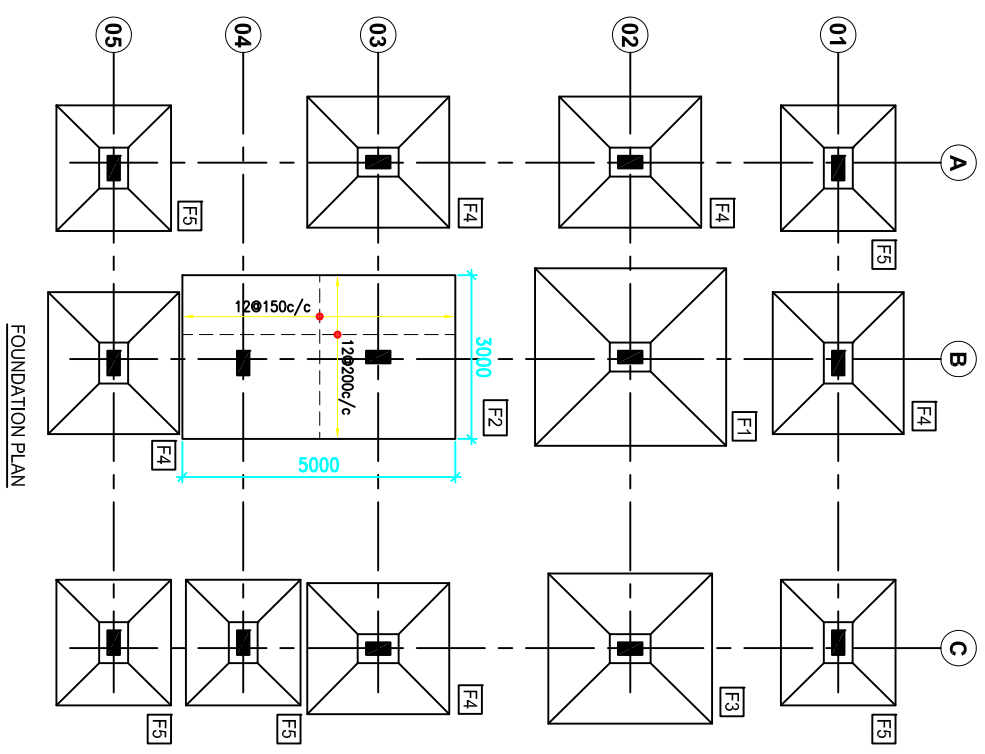 05
04
03
02
01
A
F5
F4
F4
F5
12@150c/c
12@200c/c
3000
5000
F2
F1
F4
F4
B
F5
F5
F4
F3
F5
C
FOUNDATION PLAN